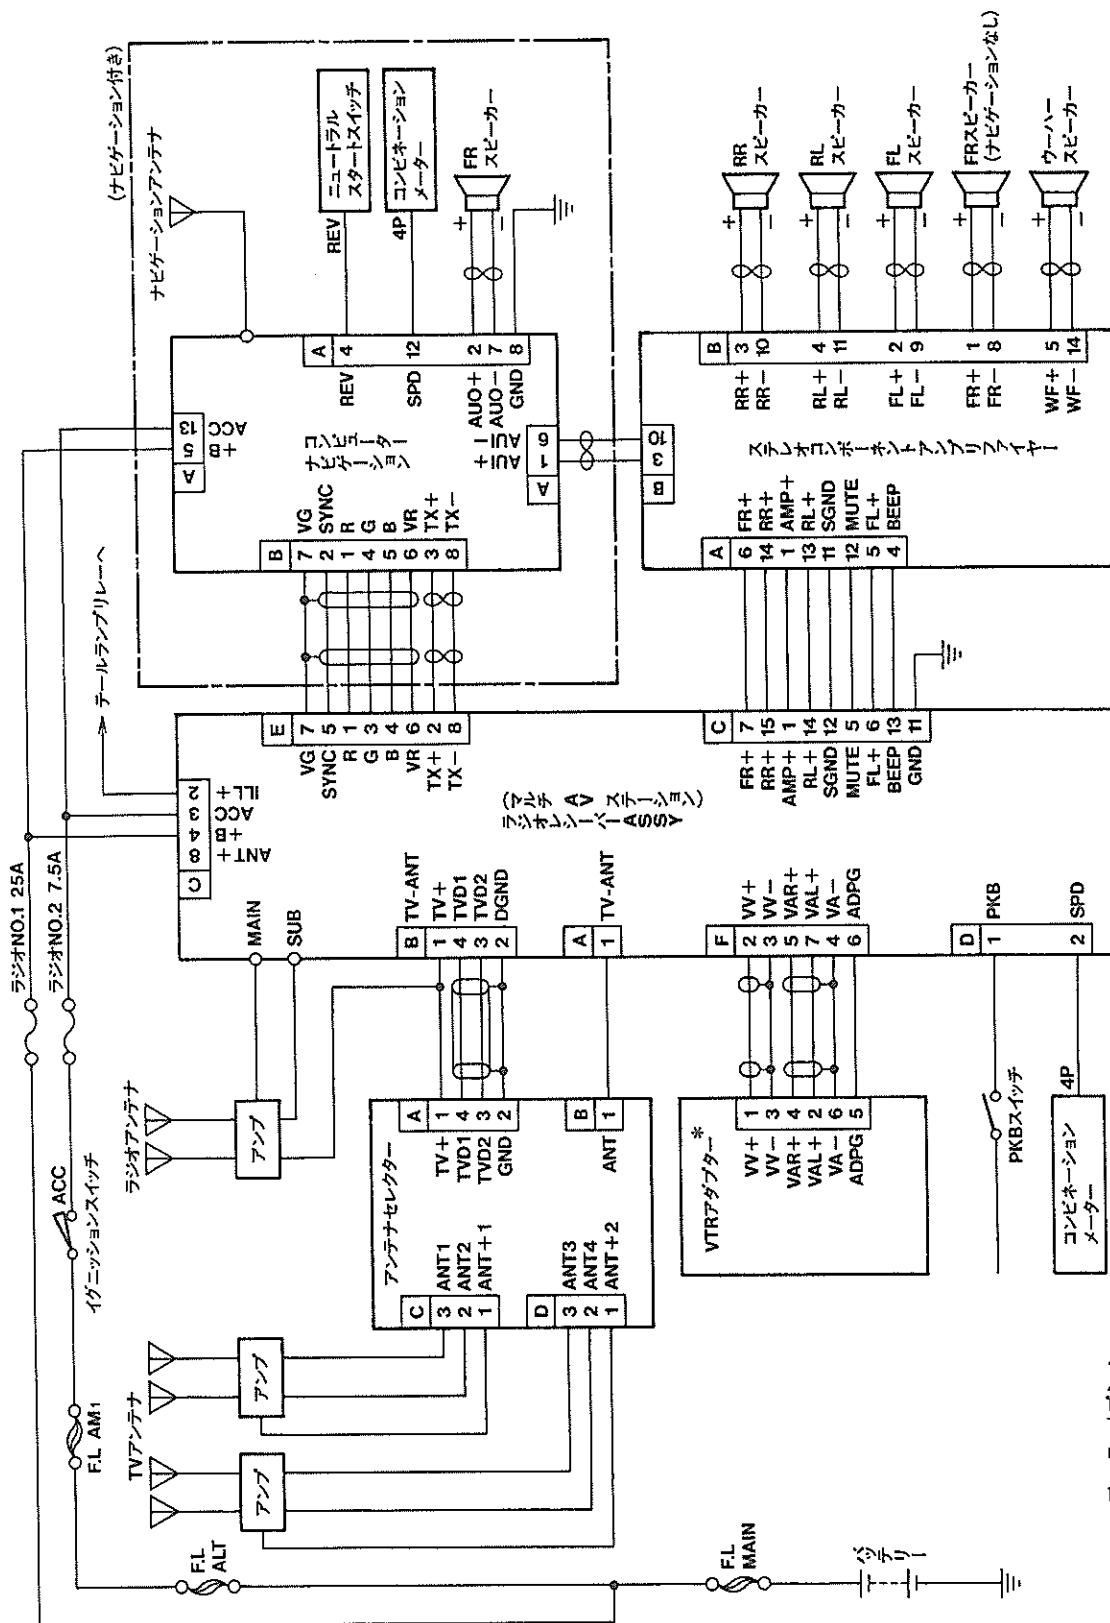 (ナビゲーション付き)
ナビゲーションアンテナ
REV
ニュートラル
スタートスイッチ
4P
コンビネーション
メーター
FR
スピーカー
+
-
A
5 13
+B ACC
コンピューター
ナビゲーション
A
4 REV
12 SPD
2 AUO+
7 AUO-
8 GND
B
7 VG
2 SYNC
1 R
4 G
5 B
6 VR
3 TX+
8 TX-
A
1 6
AUI+ AUI-
B
3 10
ステレオコンポーネントアンプリファイヤー
B
3 RR+
10 RR-
4 RL+
11 RL-
2 FL+
9 FL-
1 FR+
8 FR-
5 WF+
14 WF-
RR
スピーカー
+
-
RL
スピーカー
+
-
FL
スピーカー
+
-
FRスピーカー
(ナビゲーションなし)
+
-
ウーハー
スピーカー
+
-
A
6 FR+
14 RR+
1 AMP+
13 RL+
11 SGND
12 MUTE
5 FL+
4 BEEP
テールランプリレーへ
C
8 4 3 2
ANT+ +B ACC ILL+
E
7 VG
5 SYNC
1 R
3 G
4 B
6 VR
2 TX+
8 TX-
(マルチ AV ステーション)
ラジオレシーバーASSY
C
7 FR+
15 RR+
1 AMP+
14 RL+
12 SGND
5 MUTE
6 FL+
13 BEEP
11 GND
ラジオNO.1 25A
ラジオNO.2 7.5A
MAIN
SUB
B TV-ANT
1 TV+
4 TVD1
3 TVD2
2 DGND
A
1 TV-ANT
F
2 VV+
3 VV-
5 VAR+
7 VAL+
4 VA-
6 ADPG
D
1 PKB
2 SPD
ラジオアンテナ
アンプ
ACC
イグニッションスイッチ
アンテナセレクター
A
1 TV+
4 TVD1
3 TVD2
2 GND
B
1 ANT
C
3 ANT1
2 ANT2
1 ANT+1
D
3 ANT3
2 ANT4
1 ANT+2
VTRアダプター*
1 VV+
3 VV-
4 VAR+
2 VAL+
6 VA-
5 ADPG
PKBスイッチ
4P
コンビネーション
メーター
F.L AM1
TVアンテナ
アンプ
アンプ
F.L
ALT
F.L
MAIN
バッテリー